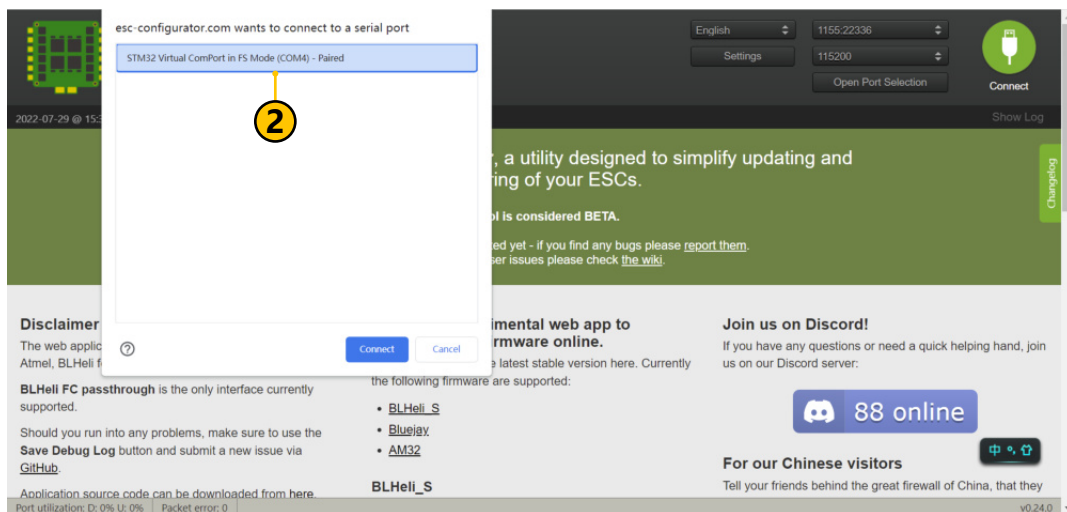 esc-configurator.com wants to connect to a serial port
STM32 Virtual ComPort in FS Mode (COM4) - Paired
2
Connect
Cancel
English
1155:22336
Settings
115200
Open Port Selection
Connect
2022-07-29 @ 15:
Show Log
Changelog
, a utility designed to simplify updating and
ring of your ESCs.
ol is considered BETA.
ted yet - if you find any bugs please report them.
ser issues please check the wiki.
Disclaimer
The web applic
Atmel, BLHeli f
BLHeli FC passthrough is the only interface currently
supported.
Should you run into any problems, make sure to use the
Save Debug Log button and submit a new issue via
GitHub.
Application source code can be downloaded from here.
imental web app to
rmware online.
latest stable version here. Currently
the following firmware are supported:
• BLHeli_S
• Bluejay
• AM32
BLHeli_S
Join us on Discord!
If you have any questions or need a quick helping hand, join
us on our Discord server:
88 online
中
For our Chinese visitors
Tell your friends behind the great firewall of China, that they
Port utilization: D: 0% U: 0%
Packet error: 0
v0.24.0